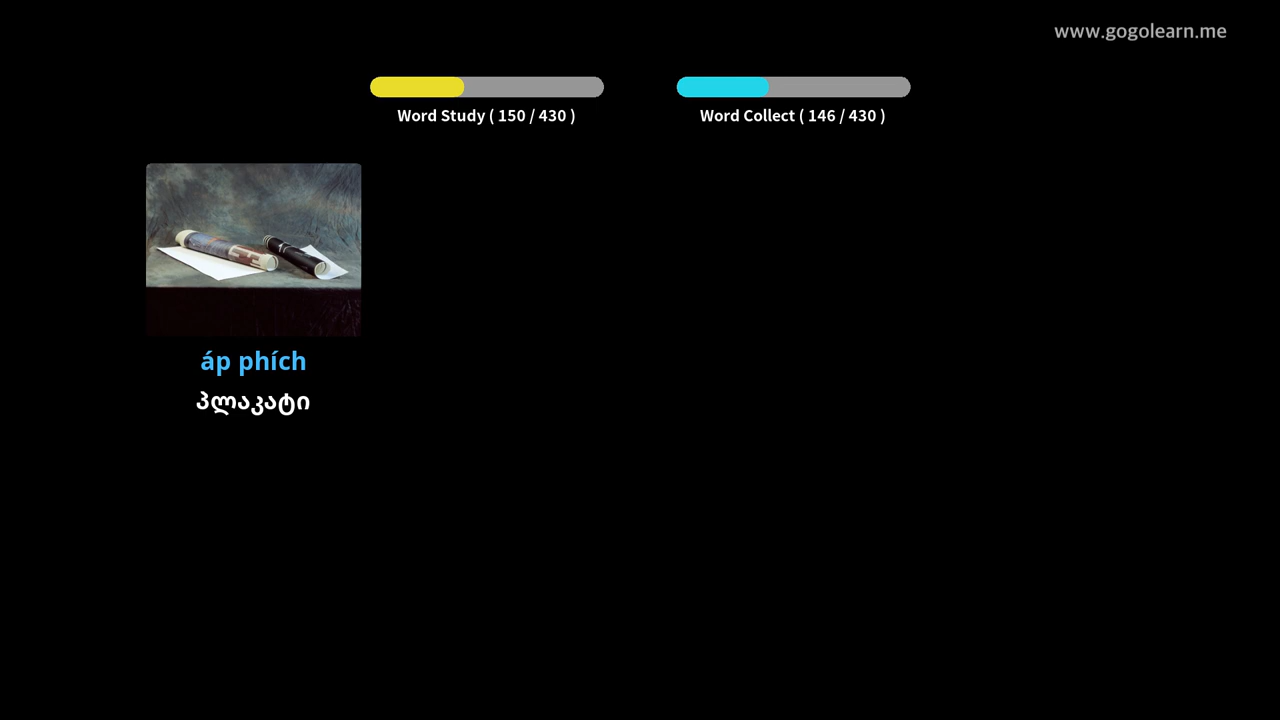 www.gogolearn.me
Word Study ( 150 / 430 )
Word Collect ( 146 / 430 )
áp phích
პლაკატი